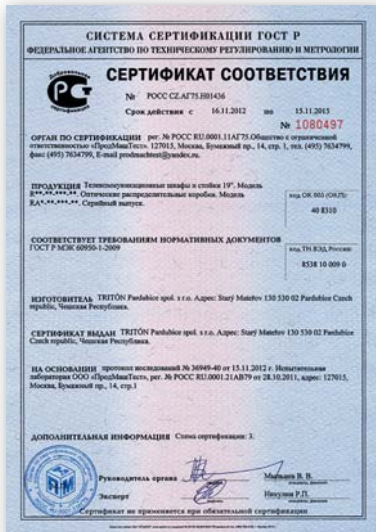 СИСТЕМА СЕРТИФИКАЦИИ ГОСТ Р
ФЕДЕРАЛЬНОЕ АГЕНТСТВО ПО ТЕХНИЧЕСКОМУ РЕГУЛИРОВАНИЮ И МЕТРОЛОГИИ
Добровольная
сертификация
СЕРТИФИКАТ СООТВЕТСТВИЯ
№ РОСС CZ.АГ75.Н01436
Срок действия с 16.11.2012 по 15.11.2015
№ 1080497
ОРГАН ПО СЕРТИФИКАЦИИ рег. № РОСС RU.0001.11АГ75.Общество с ограниченной
ответственностью «ПродМашТест». 127015, Москва, Бумажный пр., 14, стр. 1, тел. (495) 7634799,
факс (495) 7634799, E-mail prodmashtest@yandex.ru.
ПРОДУКЦИЯ Телекоммуникационные шкафы и стойки 19". Модель
R**-**-***-**. Оптические распределительные коробки. Модель
RA*-**-***-**. Серийный выпуск.
код ОК 005 (ОКП):
40 8310
СООТВЕТСТВУЕТ ТРЕБОВАНИЯМ НОРМАТИВНЫХ ДОКУМЕНТОВ
ГОСТ Р МЭК 60950-1-2009
код ТН ВЭД России:
8538 10 009 0
ИЗГОТОВИТЕЛЬ TRITÓN Pardubice spol. s r.o. Адрес: Starý Mateřov 130 530 02 Pardubice Czech
republic, Чешская Республика.
СЕРТИФИКАТ ВЫДАН TRITÓN Pardubice spol. s r.o. Адрес: Starý Mateřov 130 530 02 Pardubice
Czech republic, Чешская Республика.
НА ОСНОВАНИИ протокол исследований № 36949-40 от 15.11.2012 г. Испытательная
лаборатория ООО «ПродМашТест», рег. № РОСС RU.0001.21АВ79 от 28.10.2011, адрес: 127015,
Москва, Бумажный пр., 14, стр.1
ДОПОЛНИТЕЛЬНАЯ ИНФОРМАЦИЯ Схема сертификации: 3.
Руководитель органа
Эксперт
Никулин Р.П.
Сертификат не применяется при обязательной сертификации